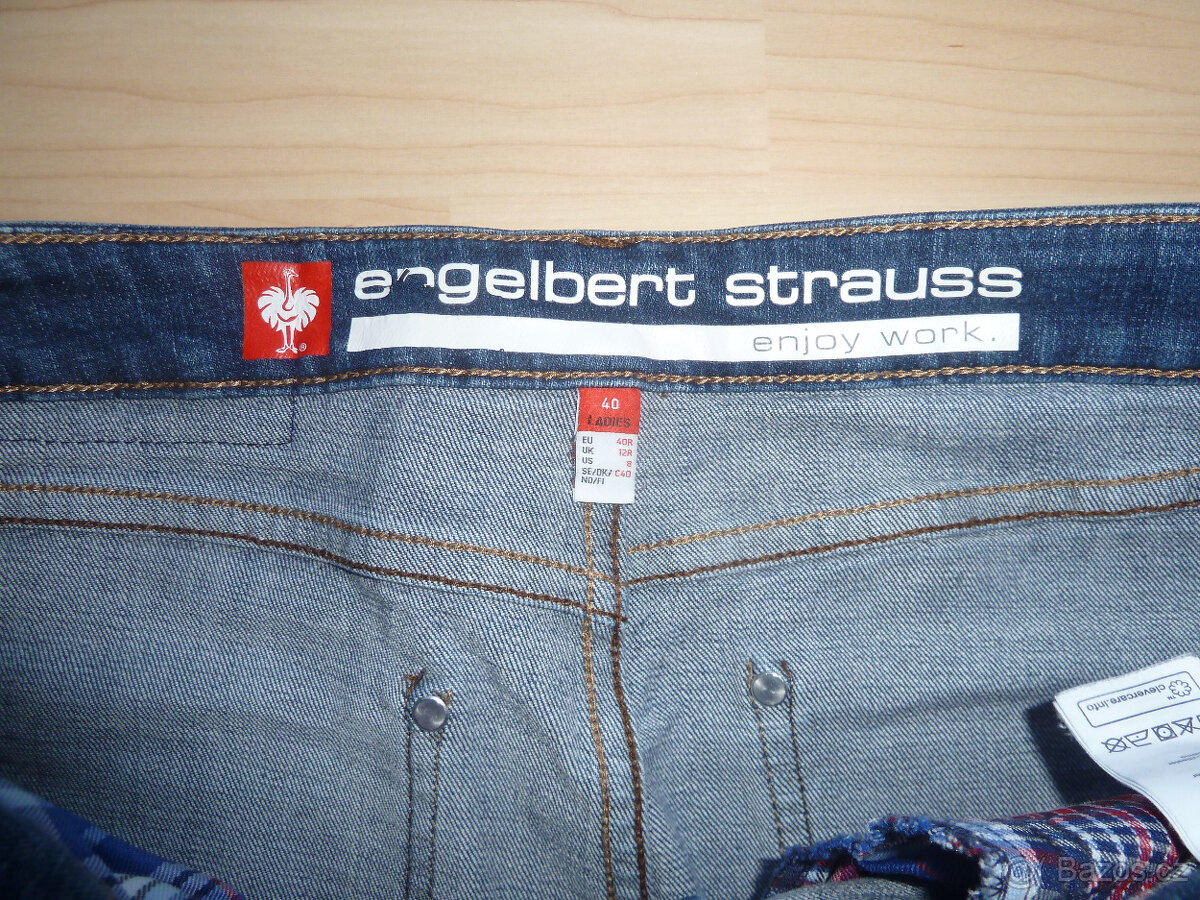 engelbert strauss
enjoy work.
®
40
LADIES
EU 40R
UK 12R
US 8
SE/DK/ C40
NO/FI
clevercare.info
Bazos.cz